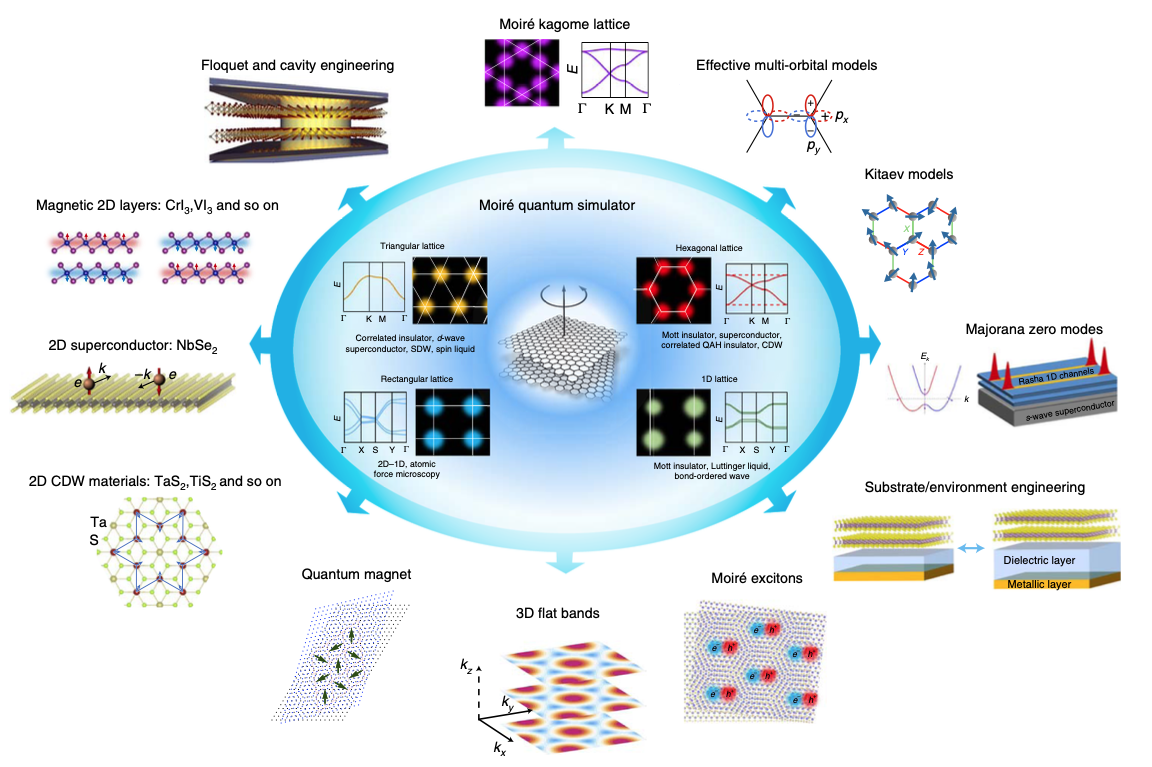 Moiré kagome lattice
E
Γ K M Γ
Floquet and cavity engineering
Effective multi-orbital models
+
−
+
−
pₓ
p_y
Kitaev models
X
Y
Z
Magnetic 2D layers: CrI₃,VI₃ and so on
Moiré quantum simulator
Triangular lattice
E
Γ K M Γ
Correlated insulator, d-wave
superconductor, SDW, spin liquid
Hexagonal lattice
E
Γ K M Γ
Mott insulator, superconductor,
correlated QAH insulator, CDW
Rectangular lattice
E
Γ X S Y Γ
2D–1D, atomic
force microscopy
1D lattice
E
Γ X S Y Γ
Mott insulator, Luttinger liquid,
bond-ordered wave
2D superconductor: NbSe₂
e k −k e
Majorana zero modes
Eₖ
k
Rasha 1D channels
s-wave superconductor
2D CDW materials: TaS₂,TiS₂ and so on
Ta
S
Substrate/environment engineering
Dielectric layer
Metallic layer
Quantum magnet
3D flat bands
k_z
k_y
kₓ
Moiré excitons
e⁻ h⁺
e⁻ h⁺
e⁻ h⁺
e⁻ h⁺
e⁻ h⁺
e⁻ h⁺